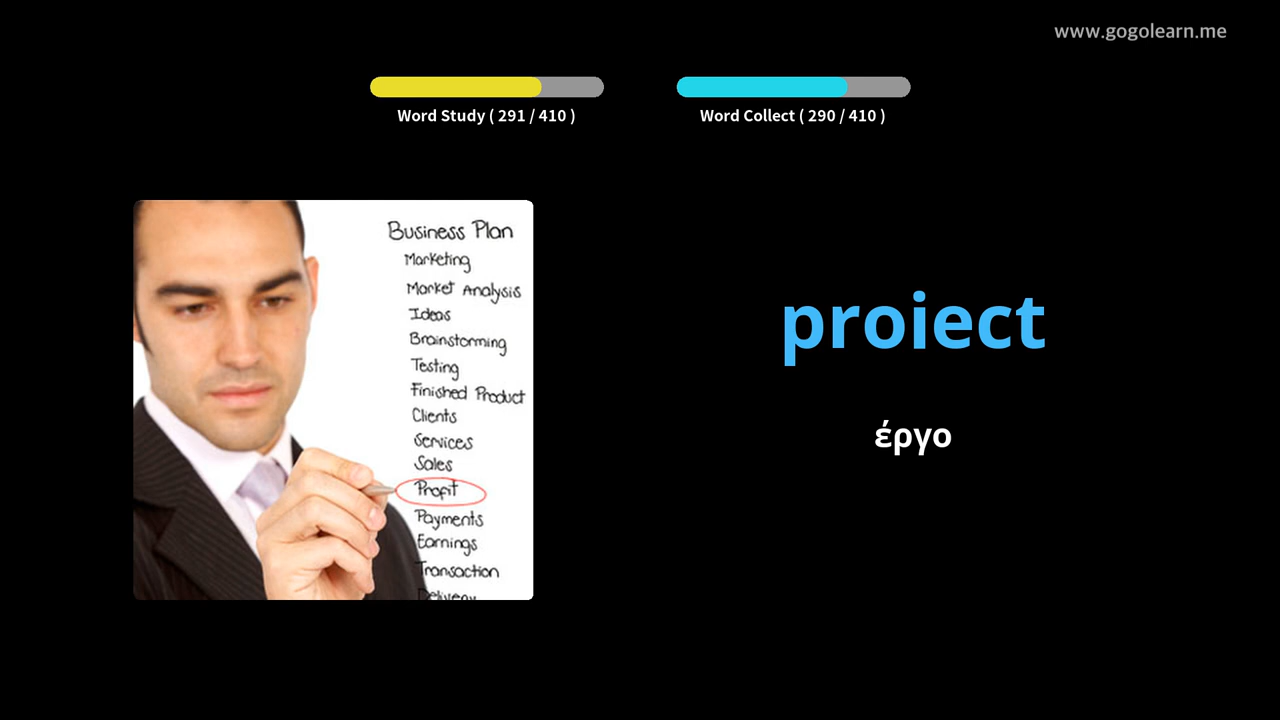 www.gogolearn.me
Word Study ( 291 / 410 )
Word Collect ( 290 / 410 )
Business Plan
Marketing
Market Analysis
Ideas
Brainstorming
Testing
Finished Product
Clients
Services
Sales
Profit
Payments
Earnings
Transaction
Delivery
proiect
έργο